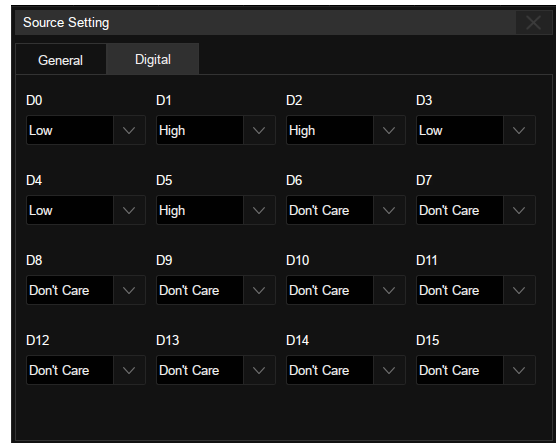 Source Setting
General Digital
D0 D1 D2 D3
Low High High Low
D4 D5 D6 D7
Low High Don't Care Don't Care
D8 D9 D10 D11
Don't Care Don't Care Don't Care Don't Care
D12 D13 D14 D15
Don't Care Don't Care Don't Care Don't Care